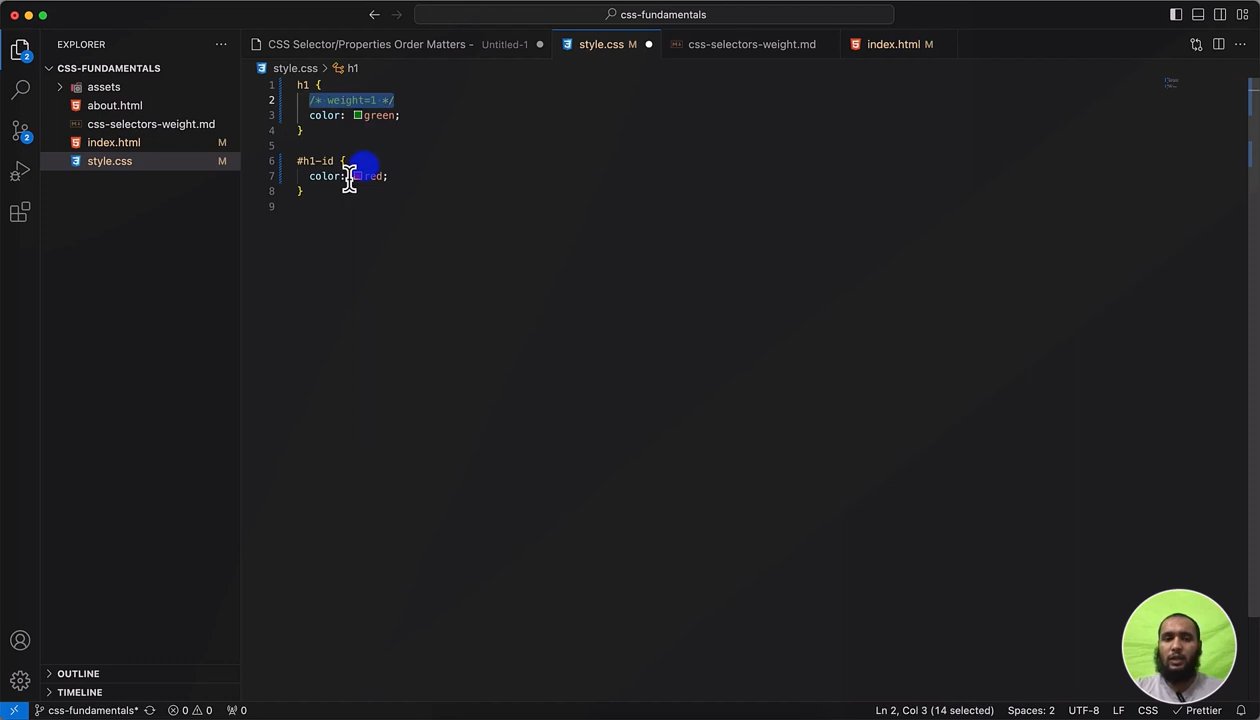 css-fundamentals
EXPLORER
CSS Selector/Properties Order Matters - Untitled-1
style.css M
css-selectors-weight.md
index.html M
CSS-FUNDAMENTALS
style.css > h1
assets
about.html
css-selectors-weight.md
index.html M
style.css M
1 h1 {
2 /* weight=1 */
3 color: green;
4 }
5
6 #h1-id {
7 color: red;
8 }
9
2
2
OUTLINE
TIMELINE
css-fundamentals* 0 0 0
Ln 2, Col 3 (14 selected) Spaces: 2 UTF-8 LF CSS Prettier